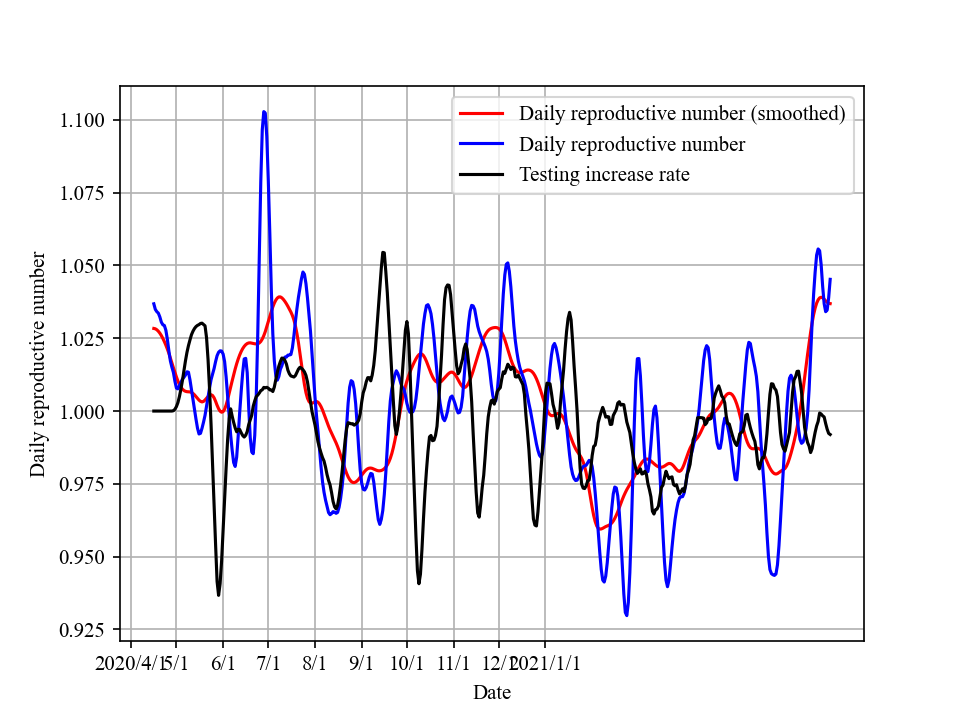 Daily reproductive number (smoothed)
Daily reproductive number
Testing increase rate
1.100
1.075
1.050
1.025
1.000
0.975
0.950
0.925
Daily reproductive number
2020/4/1 5/1 6/1 7/1 8/1 9/1 10/1 11/1 12/1 2021/1/1
Date